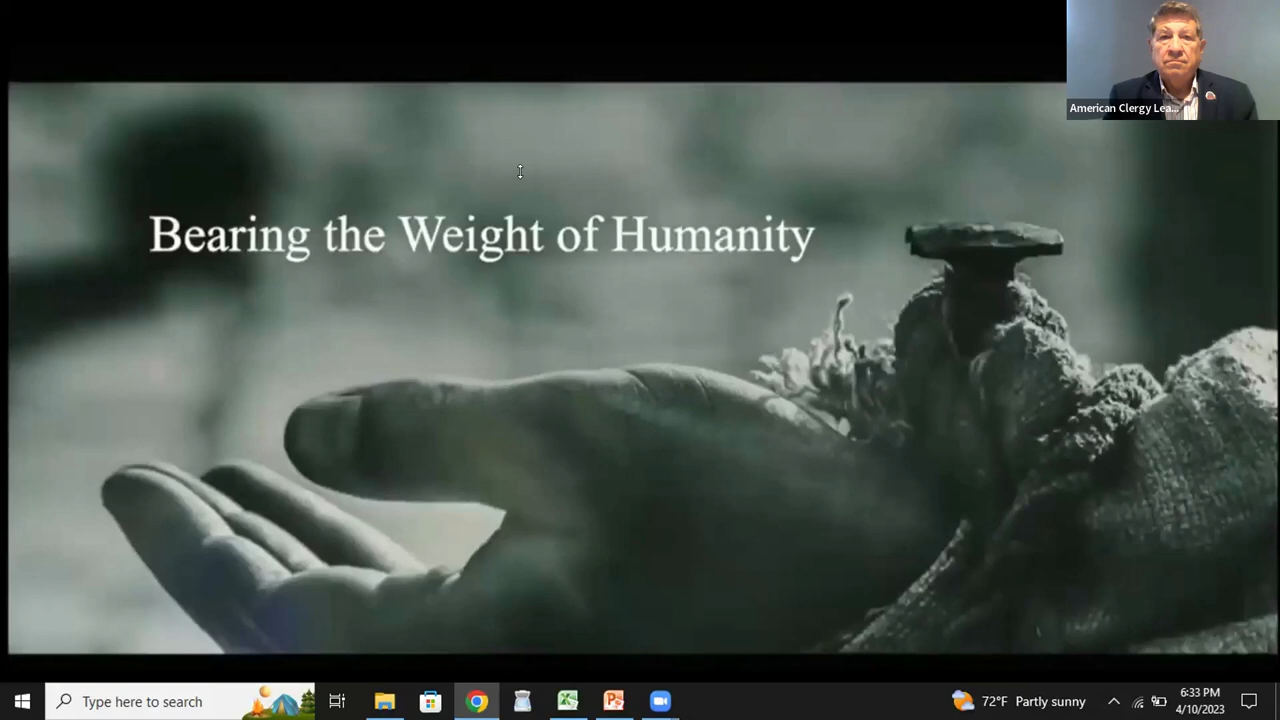 American Clergy Lea...
Bearing the Weight of Humanity
Type here to search
72°F Partly sunny
6:33 PM
4/10/2023